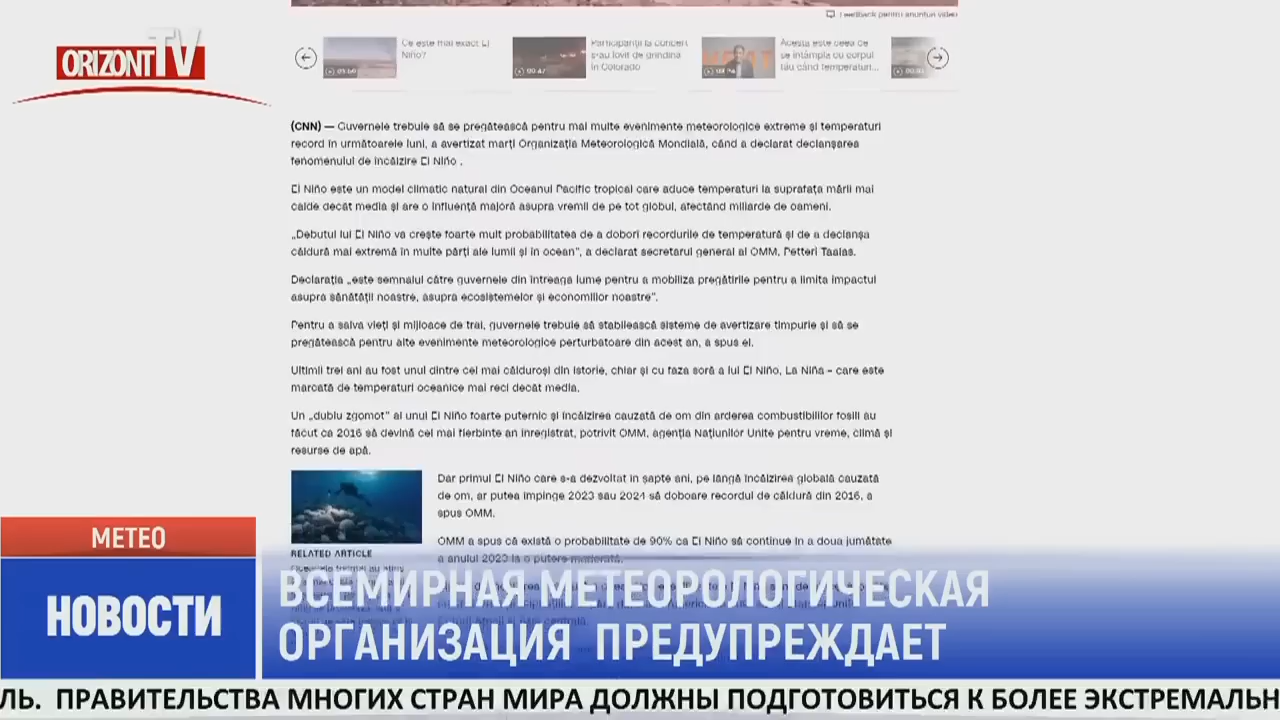 Feedback pentru anunțuri video
ORIZONT TV
Ce este mai exact El
Niño?
Participanții la concert
s-au lovit de grindină
în Colorado
Acesta este ceea ce
se întâmplă cu corpul
tău când temperaturi...
(CNN) — Guvernele trebuie să se pregătească pentru mai multe evenimente meteorologice extreme și temperaturi
record în următoarele luni, a avertizat marți Organizația Meteorologică Mondială, când a declarat declanșarea
fenomenului de încălzire El Niño .
El Niño este un model climatic natural din Oceanul Pacific tropical care aduce temperaturi la suprafața mării mai
calde decât media și are o influență majoră asupra vremii de pe tot globul, afectând miliarde de oameni.
„Debutul lui El Niño va crește foarte mult probabilitatea de a doborî recordurile de temperatură și de a declanșa
căldură mai extremă în multe părți ale lumii și în ocean”, a declarat secretarul general al OMM, Petteri Taalas.
Declarația „este semnalul către guvernele din întreaga lume pentru a mobiliza pregătirile pentru a limita impactul
asupra sănătății noastre, asupra ecosistemelor și economiilor noastre”.
Pentru a salva vieți și mijloace de trai, guvernele trebuie să stabilească sisteme de avertizare timpurie și să se
pregătească pentru alte evenimente meteorologice perturbatoare din acest an, a spus el.
Ultimii trei ani au fost unul dintre cei mai călduroși din istorie, chiar și cu faza soră a lui El Niño, La Niña – care este
marcată de temperaturi oceanice mai reci decât media.
Un „dublu zgomot” al unui El Niño foarte puternic și încălzirea cauzată de om din arderea combustibililor fosili au
făcut ca 2016 să devină cel mai fierbinte an înregistrat, potrivit OMM, agenția Națiunilor Unite pentru vreme, climă și
resurse de apă.
Dar primul El Niño care s-a dezvoltat în șapte ani, pe lângă încălzirea globală cauzată
de om, ar putea împinge 2023 sau 2024 să doboare recordul de căldură din 2016, a
spus OMM.
RELATED ARTICLE
OMM a spus că există o probabilitate de 90% ca El Niño să continue în a doua jumătate
a anului 2023 la o putere moderată.
МЕТЕО
НОВОСТИ
ВСЕМИРНАЯ МЕТЕОРОЛОГИЧЕСКАЯ
ОРГАНИЗАЦИЯ ПРЕДУПРЕЖДАЕТ
ЛЬ. ПРАВИТЕЛЬСТВА МНОГИХ СТРАН МИРА ДОЛЖНЫ ПОДГОТОВИТЬСЯ К БОЛЕЕ ЭКСТРЕМАЛЬН